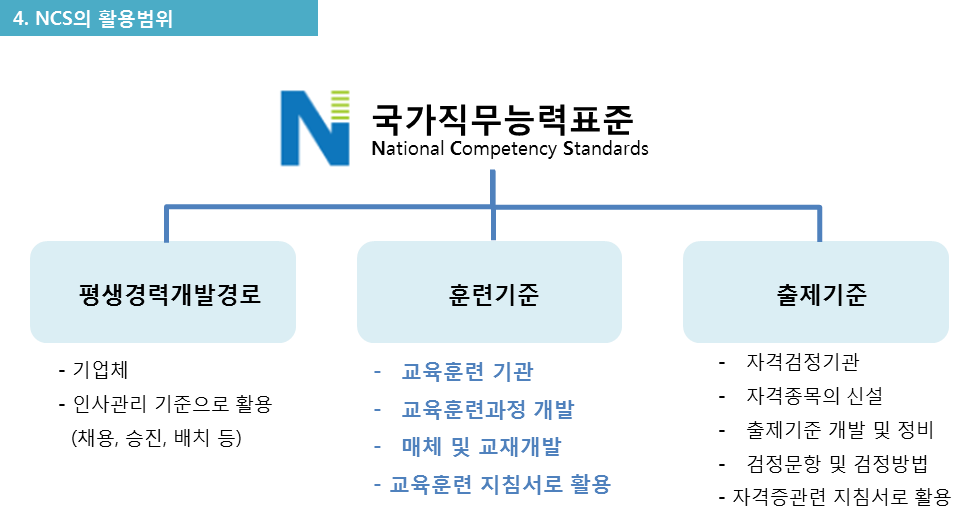 4. NCS의 활용범위
국가직무능력표준
National Competency Standards
평생경력개발경로
- 기업체
- 인사관리 기준으로 활용
(채용, 승진, 배치 등)
훈련기준
- 교육훈련 기관
- 교육훈련과정 개발
- 매체 및 교재개발
- 교육훈련 지침서로 활용
출제기준
- 자격검정기관
- 자격종목의 신설
- 출제기준 개발 및 정비
- 검정문항 및 검정방법
- 자격증관련 지침서로 활용